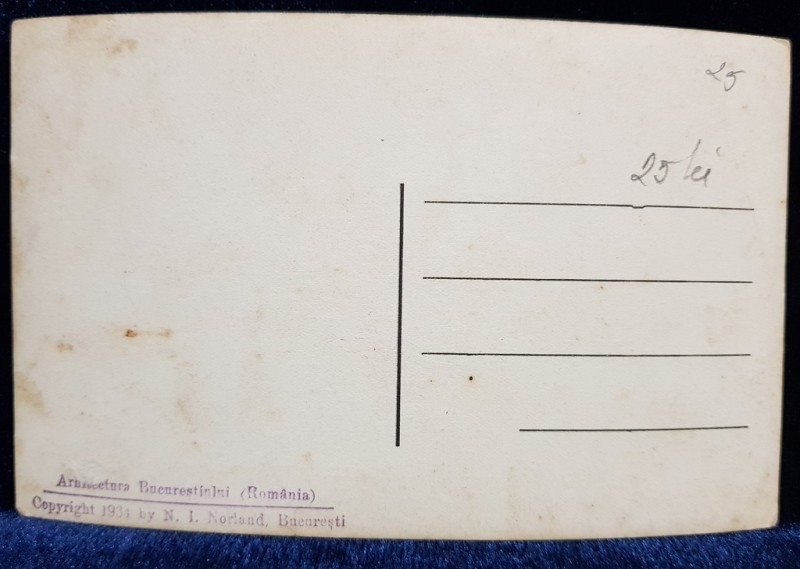 25
25 lei
Arhitectura Bucureștiului (România)
Copyright 1934 by N. I. Norland, București